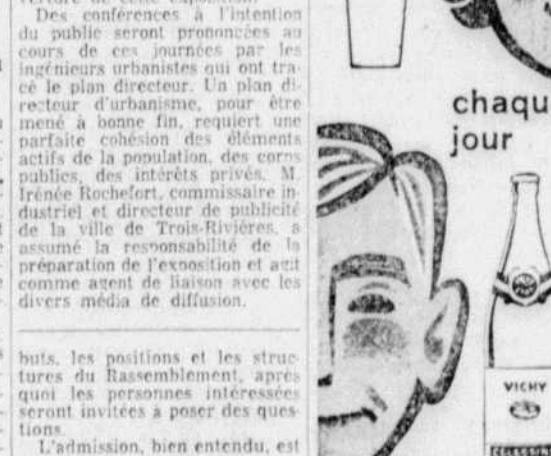 Des conférences à l'intention
du public seront prononcées au
cours de ces journées par les
ingénieurs urbanistes qui ont tra-
cé le plan directeur. Un plan di-
recteur d'urbanisme, pour être
mené à bonne fin, requiert une
parfaite cohésion des éléments
actifs de la population, des corps
publics, des intérêts privés. M.
Irénée Rochefort, commissaire in-
dustriel et directeur de publicité
de la ville de Trois-Rivières, a
assumé la responsabilité de la
préparation de l'exposition et agit
comme agent de liaison avec les
divers média de diffusion.
buts, les positions et les struc-
tures du Rassemblement, après
quoi les personnes intéressées
seront invitées à poser des ques-
tions.
L'admission, bien entendu, est
chaqu
jour
VICHY